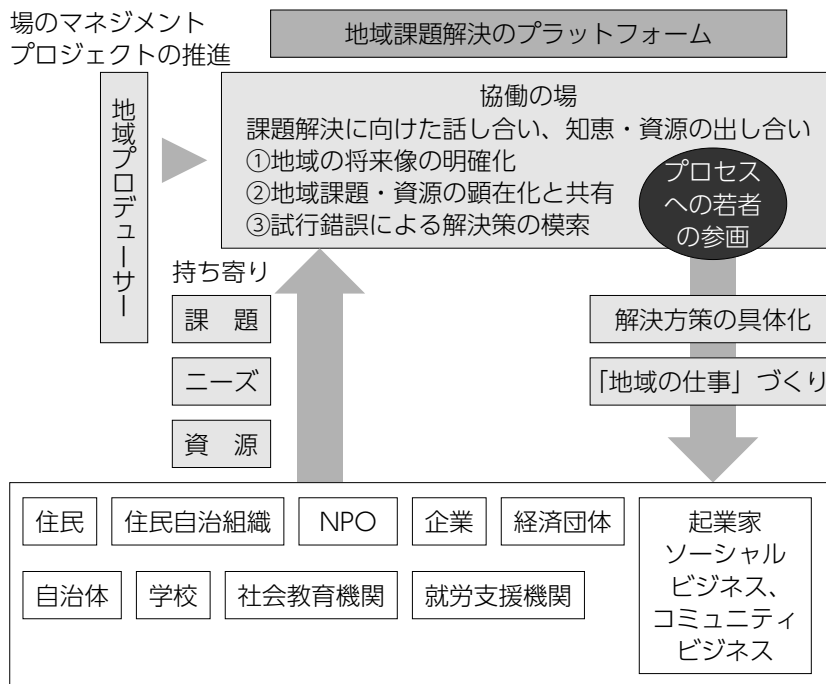 場のマネジメント
プロジェクトの推進
地域課題解決のプラットフォーム
地域プロデューサー
協働の場
課題解決に向けた話し合い、知恵・資源の出し合い
①地域の将来像の明確化
②地域課題・資源の顕在化と共有
③試行錯誤による解決策の模索
プロセス
への若者
の参画
持ち寄り
課　題
ニーズ
資　源
解決方策の具体化
「地域の仕事」づくり
住民
住民自治組織
NPO
企業
経済団体
自治体
学校
社会教育機関
就労支援機関
起業家
ソーシャル
ビジネス、
コミュニティ
ビジネス